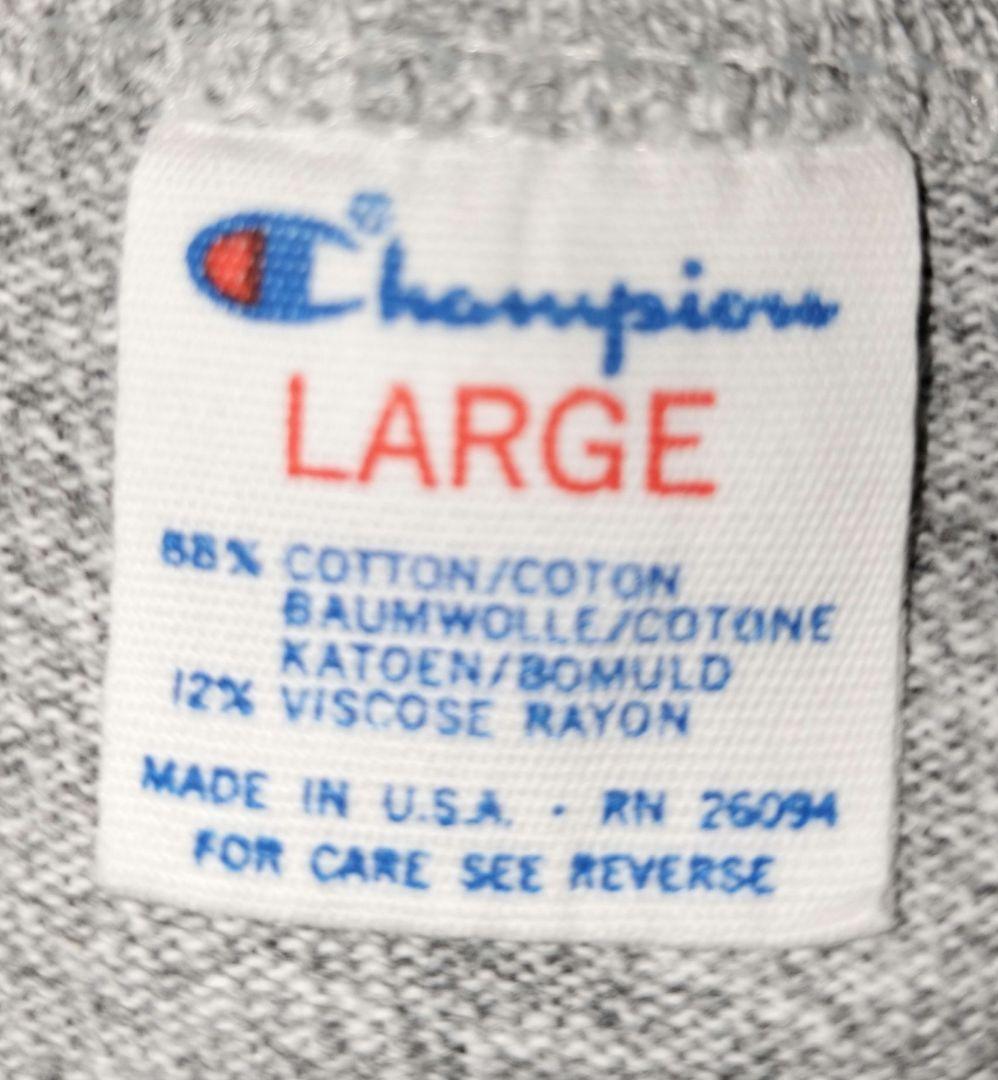 Champion®
LARGE
88% COTTON/COTON
BAUMWOLLE/COTONE
KATOEN/BOMULD
12% VISCOSE RAYON
MADE IN U.S.A. - RN 26094
FOR CARE SEE REVERSE